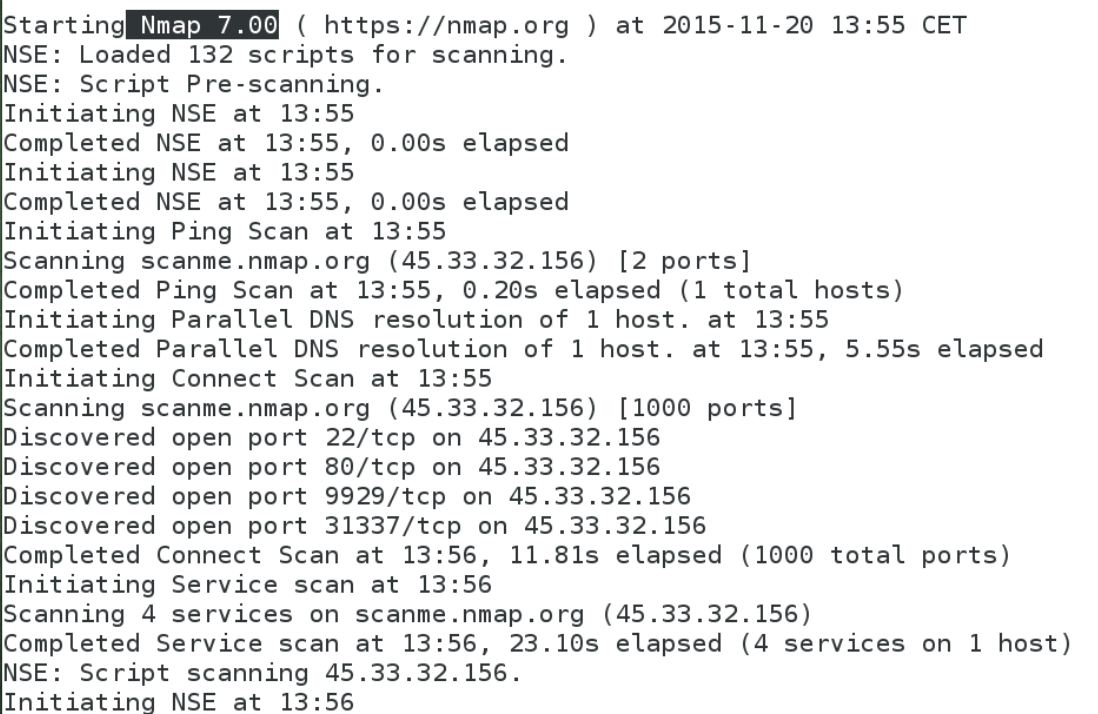 Starting Nmap 7.00 ( https://nmap.org ) at 2015-11-20 13:55 CET
NSE: Loaded 132 scripts for scanning.
NSE: Script Pre-scanning.
Initiating NSE at 13:55
Completed NSE at 13:55, 0.00s elapsed
Initiating NSE at 13:55
Completed NSE at 13:55, 0.00s elapsed
Initiating Ping Scan at 13:55
Scanning scanme.nmap.org (45.33.32.156) [2 ports]
Completed Ping Scan at 13:55, 0.20s elapsed (1 total hosts)
Initiating Parallel DNS resolution of 1 host. at 13:55
Completed Parallel DNS resolution of 1 host. at 13:55, 5.55s elapsed
Initiating Connect Scan at 13:55
Scanning scanme.nmap.org (45.33.32.156) [1000 ports]
Discovered open port 22/tcp on 45.33.32.156
Discovered open port 80/tcp on 45.33.32.156
Discovered open port 9929/tcp on 45.33.32.156
Discovered open port 31337/tcp on 45.33.32.156
Completed Connect Scan at 13:56, 11.81s elapsed (1000 total ports)
Initiating Service scan at 13:56
Scanning 4 services on scanme.nmap.org (45.33.32.156)
Completed Service scan at 13:56, 23.10s elapsed (4 services on 1 host)
NSE: Script scanning 45.33.32.156.
Initiating NSE at 13:56